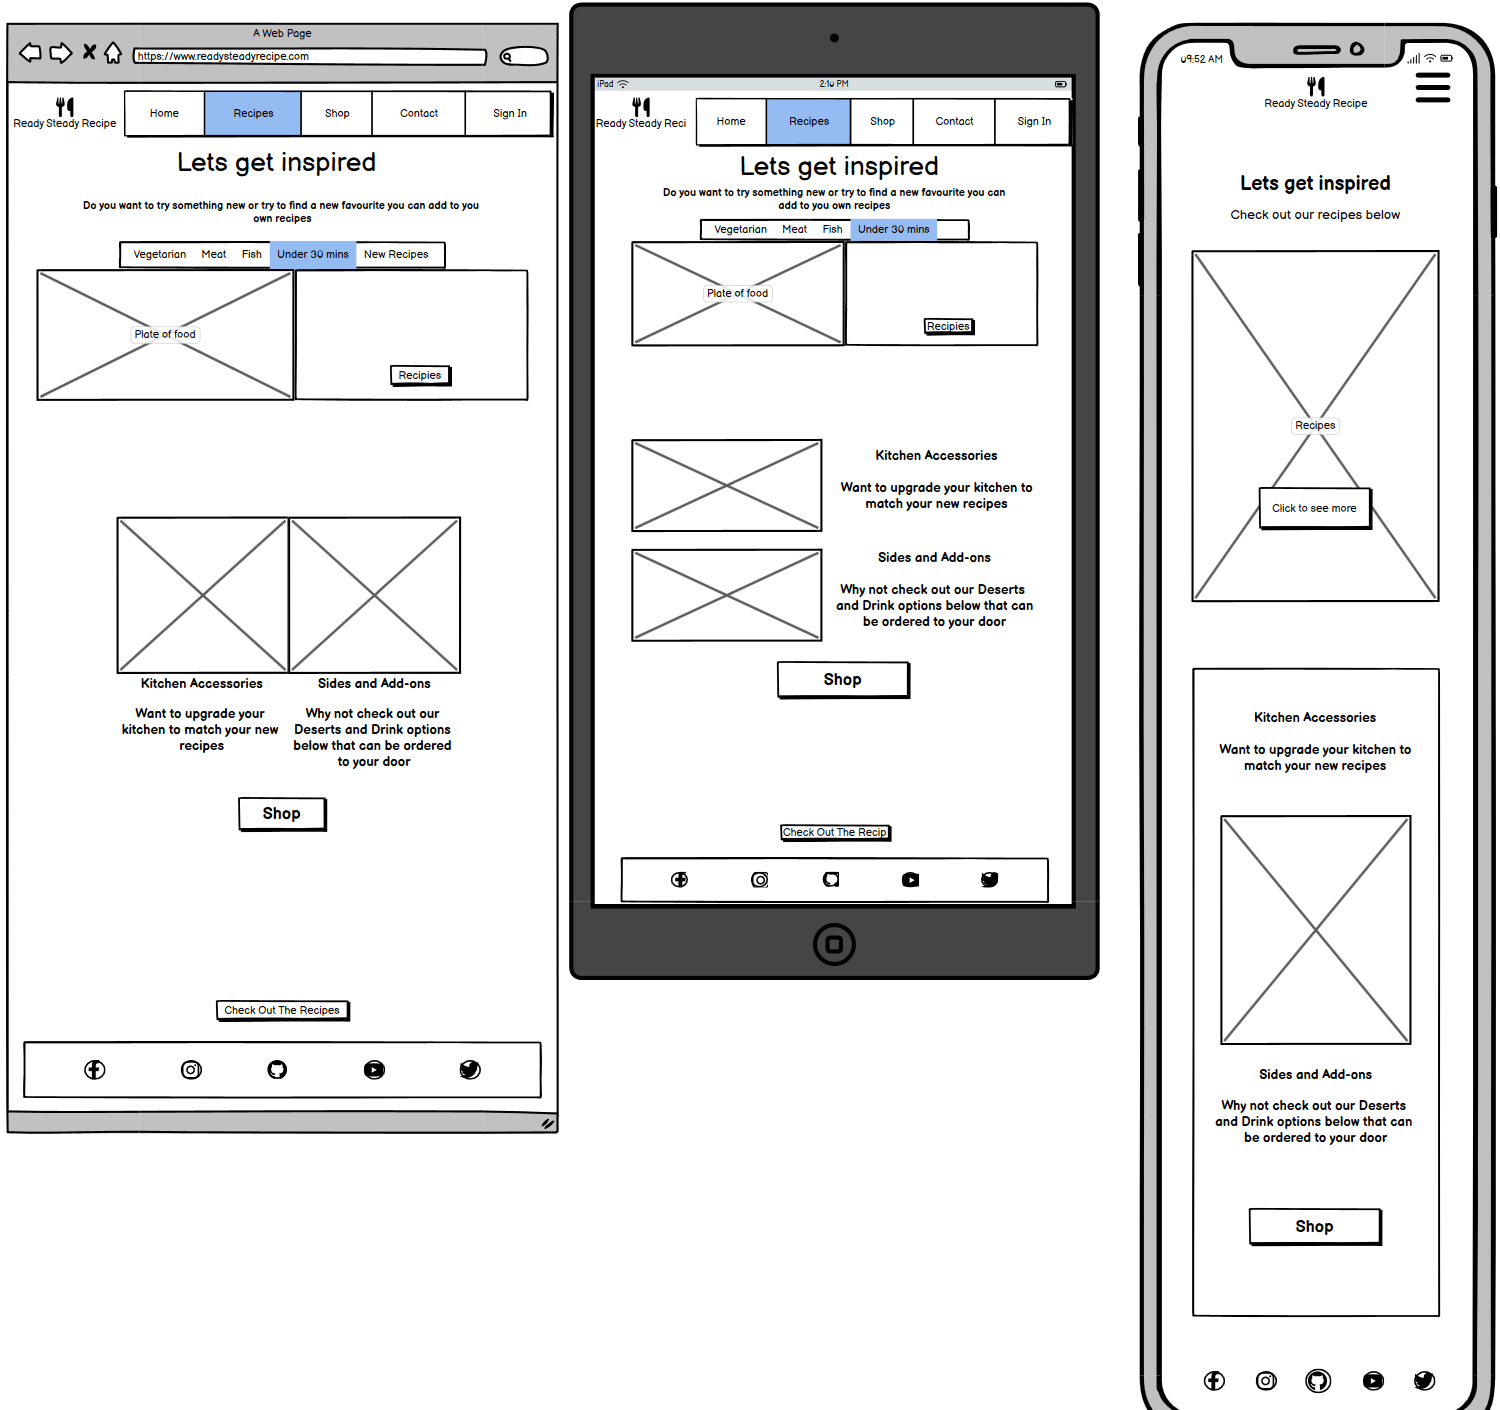 A Web Page
https://www.readysteadyrecipe.com
Ready Steady Recipe
Home
Recipes
Shop
Contact
Sign In
Lets get inspired
Do you want to try something new or try to find a new favourite you can add to you
own recipes
Vegetarian
Meat
Fish
Under 30 mins
New Recipes
Plate of food
Recipies
Kitchen Accessories
Want to upgrade your
kitchen to match your new
recipes
Sides and Add-ons
Why not check out our
Deserts and Drink options
below that can be ordered
to your door
Shop
Check Out The Recipes
iPad
2:10 PM
Ready Steady Reci
Home
Recipes
Shop
Contact
Sign In
Lets get inspired
Do you want to try something new or try to find a new favourite you can
add to you own recipes
Vegetarian
Meat
Fish
Under 30 mins
Plate of food
Recipies
Kitchen Accessories
Want to upgrade your kitchen to
match your new recipes
Sides and Add-ons
Why not check out our Deserts
and Drink options below that can
be ordered to your door
Shop
Check Out The Recip
09:52 AM
Ready Steady Recipe
Lets get inspired
Check out our recipes below
Recipes
Click to see more
Kitchen Accessories
Want to upgrade your kitchen to
match your new recipes
Sides and Add-ons
Why not check out our Deserts
and Drink options below that can
be ordered to your door
Shop